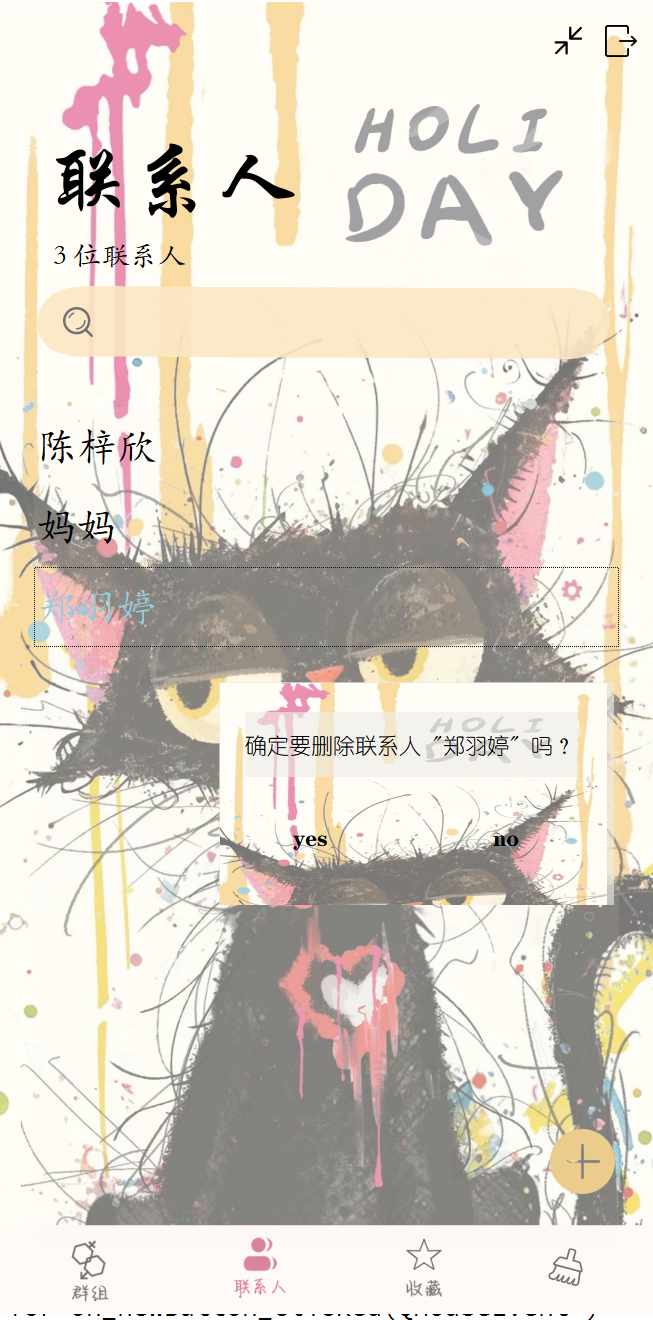 HOLI
DAY
联系人
3位联系人
陈梓欣
妈妈
郑羽婷
HOLI
确定要删除联系人 "郑羽婷" 吗 ?
yes
no
群组
联系人
收藏